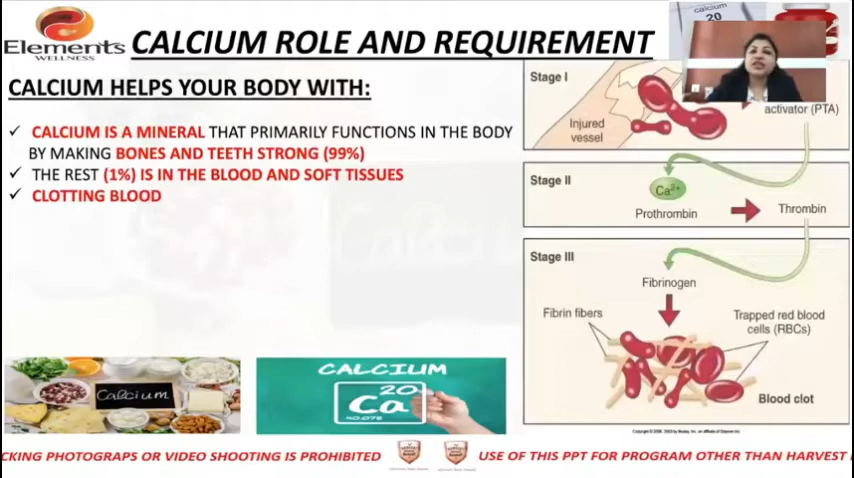 Elements
WELLNESS
CALCIUM ROLE AND REQUIREMENT
calcium
20
CALCIUM HELPS YOUR BODY WITH:
✓ CALCIUM IS A MINERAL THAT PRIMARILY FUNCTIONS IN THE BODY
BY MAKING BONES AND TEETH STRONG (99%)
✓ THE REST (1%) IS IN THE BLOOD AND SOFT TISSUES
✓ CLOTTING BLOOD
Stage I
Injured
vessel
activator (PTA)
Stage II
Ca2+
Prothrombin
Thrombin
Stage III
Fibrinogen
Fibrin fibers
Trapped red blood
cells (RBCs)
Blood clot
Calcium
CALCIUM
20
Ca
40.078
CKING PHOTOGRAPS OR VIDEO SHOOTING IS PROHIBITED
USE OF THIS PPT FOR PROGRAM OTHER THAN HARVEST